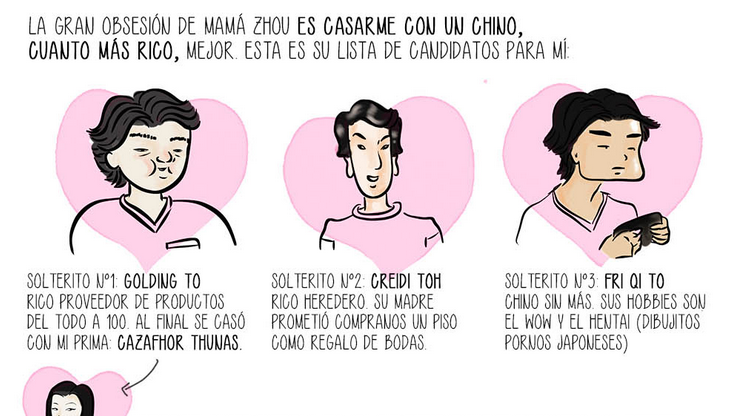 LA GRAN OBSESIÓN DE MAMÁ ZHOU ES CASARME CON UN CHINO,
CUANTO MÁS RICO, MEJOR. ESTA ES SU LISTA DE CANDIDATOS PARA MÍ:
SOLTERITO Nº1: GOLDING TO
RICO PROVEEDOR DE PRODUCTOS
DEL TODO A 100. AL FINAL SE CASÓ
CON MI PRIMA: CAZAFHOR THUNAS.
SOLTERITO Nº2: CREIDI TOH
RICO HEREDERO. SU MADRE
PROMETIÓ COMPRANOS UN PISO
COMO REGALO DE BODAS.
SOLTERITO Nº3: FRI QI TO
CHINO SIN MÁS. SUS HOBBIES SON
EL WOW Y EL HENTAI (DIBUJITOS
PORNOS JAPONESES)